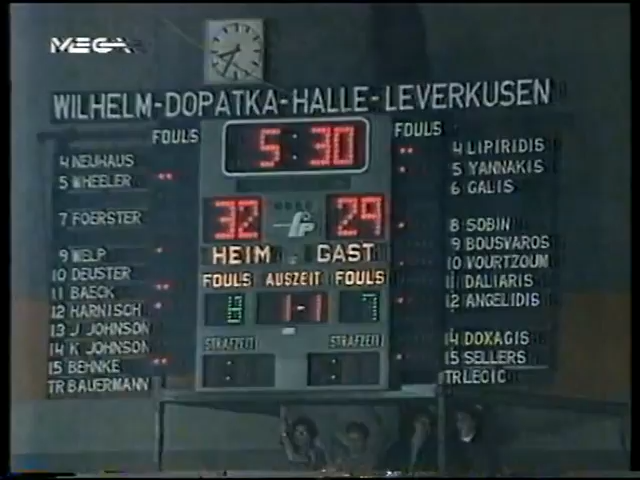 MEGA
WILHELM-DOPATKA-HALLE-LEVERKUSEN
FOULS
5:30
FOULS
4 NEUHAUS
5 WHEELER
7 FOERSTER
9 WELP
10 DEUSTER
11 BAECK
12 HARNISCH
13 J JOHNSON
14 K JOHNSON
15 BEHNKE
TR BAUERMANN
32
29
HEIM
GAST
FOULS AUSZEIT FOULS
8 1-1 7
STRAFZEIT
STRAFZEIT
4 LIPIRIDIS
5 YANNAKIS
6 GALIS
8 SOBIN
9 BOUSVAROS
10 VOURTZOUM
11 DALIARIS
12 ANGELIDIS
14 DOXAGIS
15 SELLERS
TR LECIC